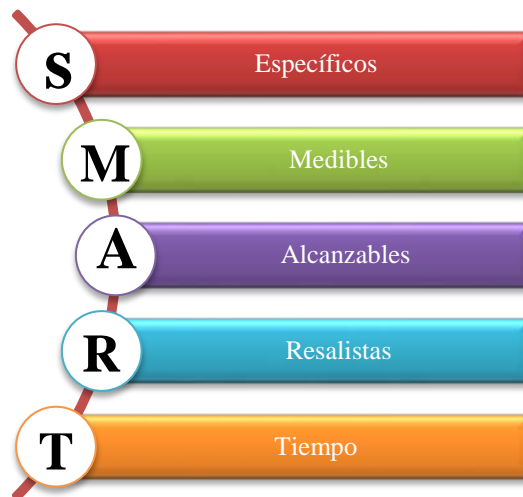 S Específicos
M Medibles
A Alcanzables
R Resalistas
T Tiempo